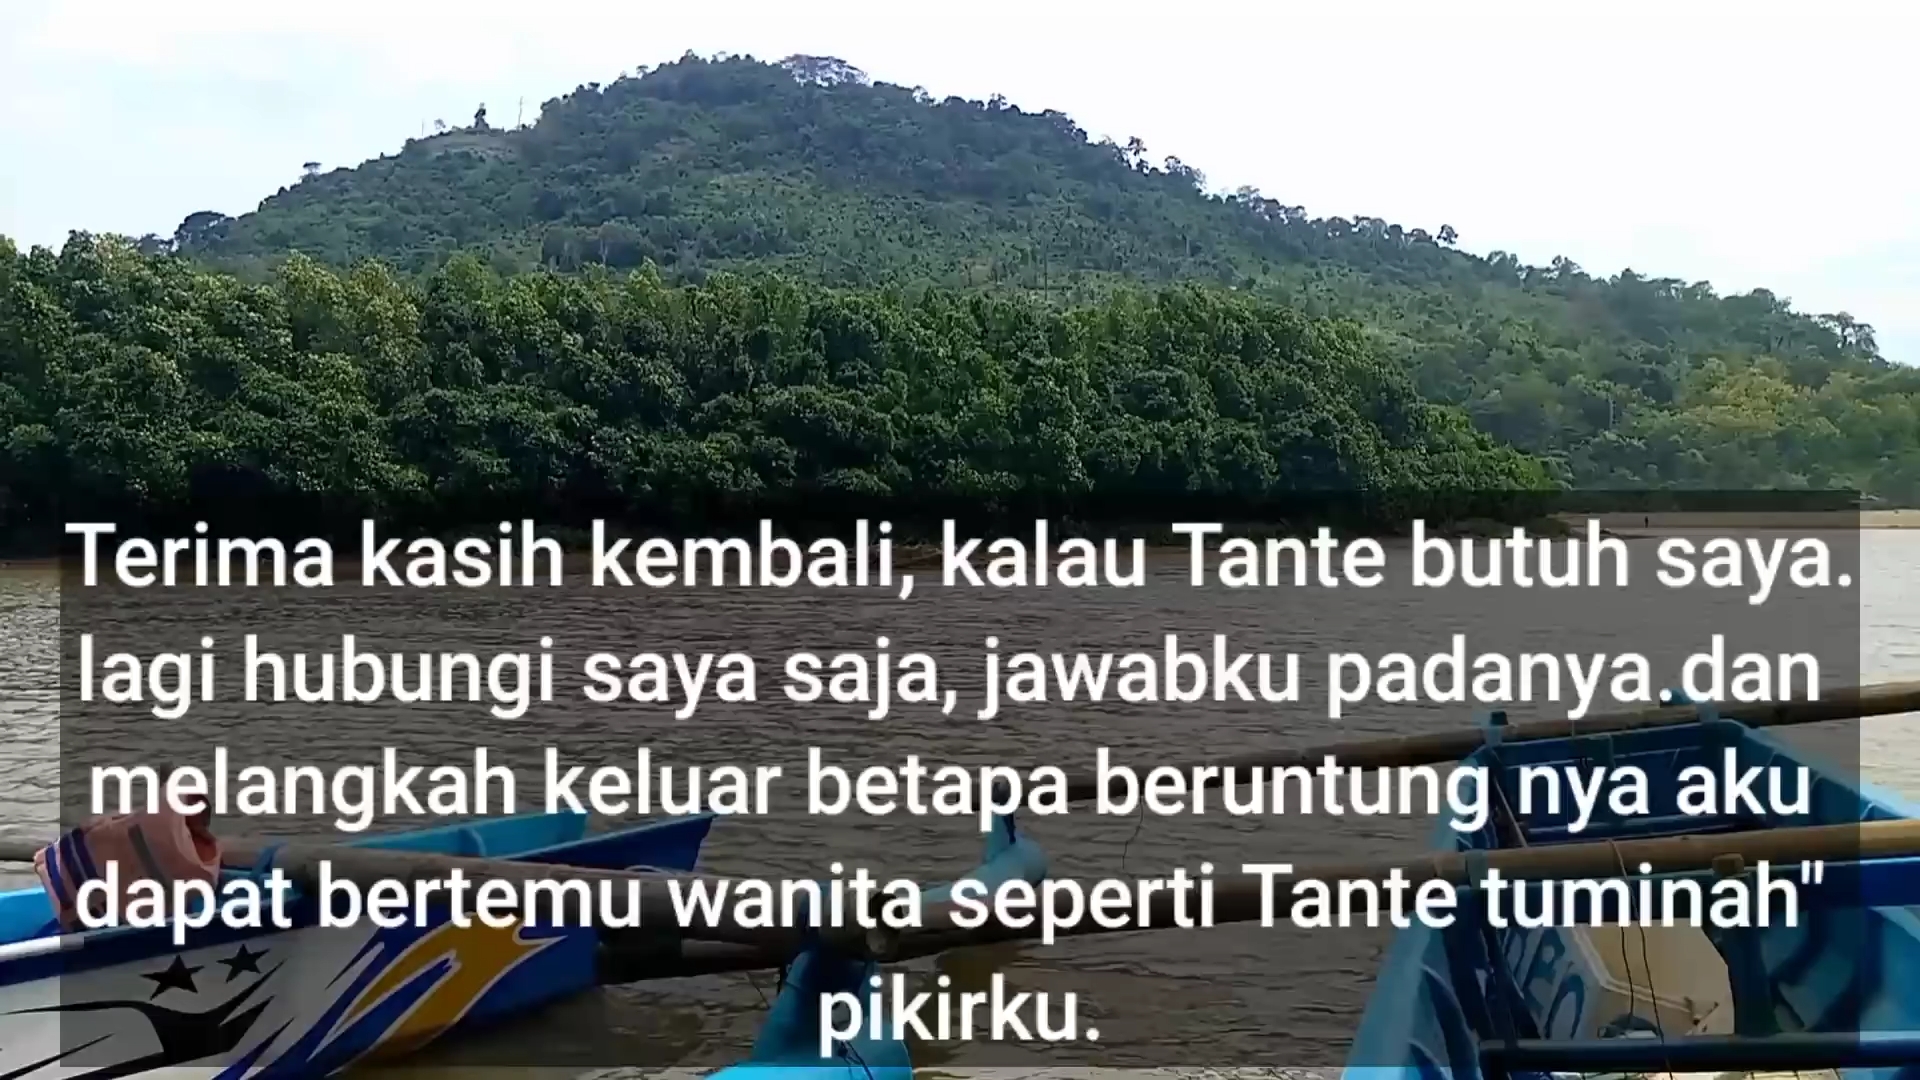 Terima kasih kembali, kalau Tante butuh saya.
lagi hubungi saya saja, jawabku padanya.dan
melangkah keluar betapa beruntung nya aku
dapat bertemu wanita seperti Tante tuminah"
pikirku.